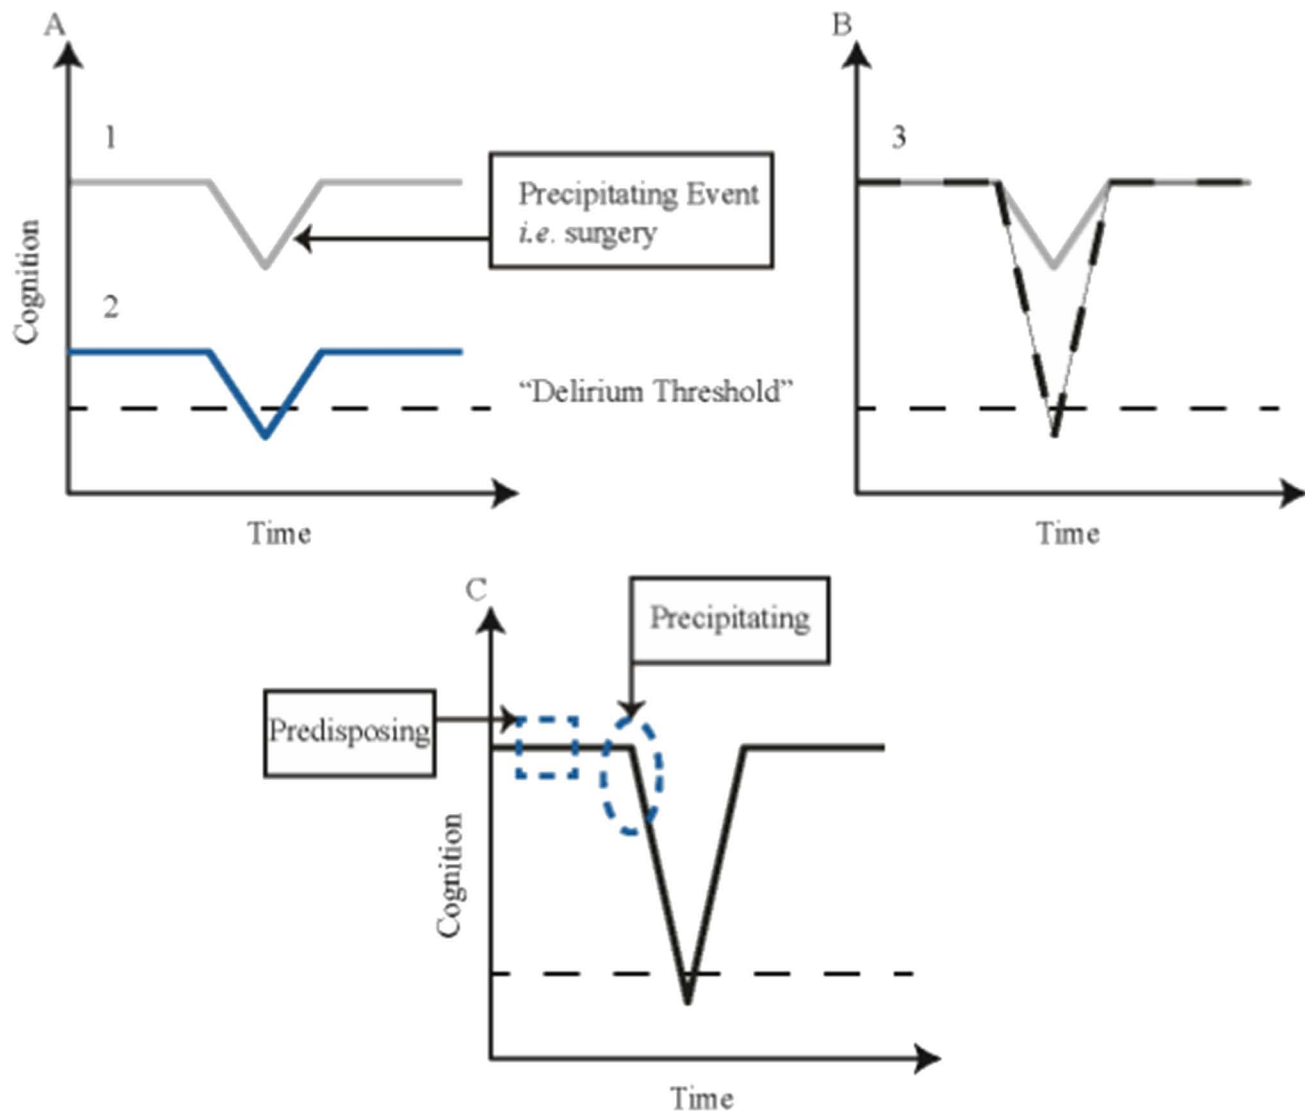 A
1
Precipitating Event
i.e. surgery
Cognition
2
“Delirium Threshold”
Time
B
3
Time
C
Precipitating
Predisposing
Cognition
Time